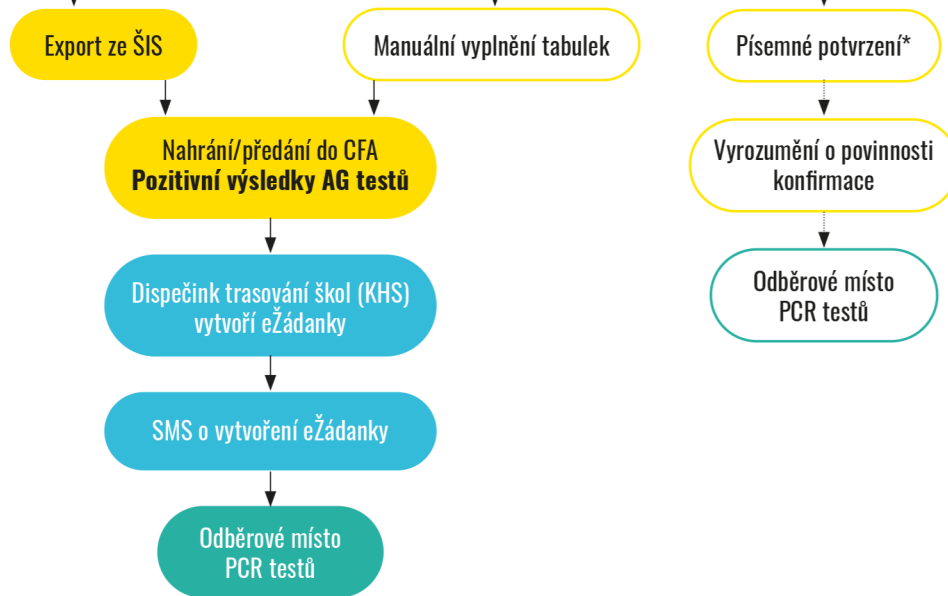 Export ze ŠIS
Manuální vyplnění tabulek
Písemné potvrzení*
Nahrání/předání do CFA
Pozitivní výsledky AG testů
Vyrozumění o povinnosti
konfirmace
Dispečink trasování škol (KHS)
vytvoří eŽádanky
Odběrové místo
PCR testů
SMS o vytvoření eŽádanky
Odběrové místo
PCR testů